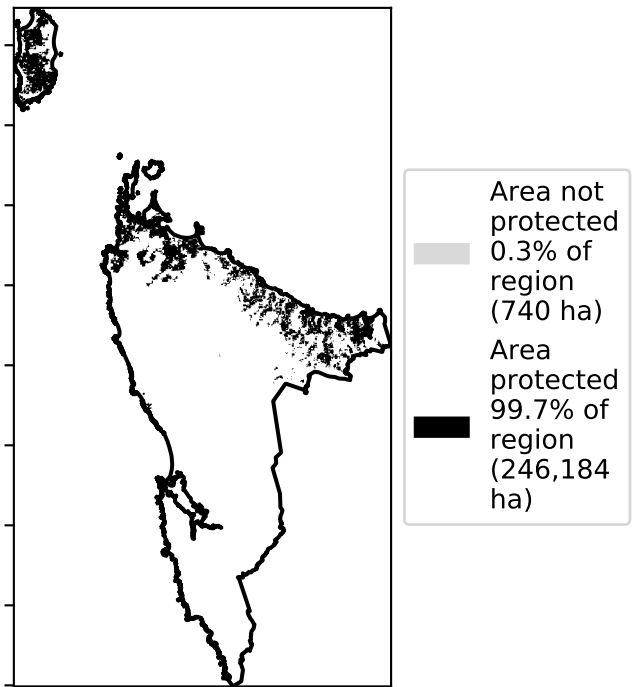 Area not
protected
0.3% of
region
(740 ha)
Area
protected
99.7% of
region
(246,184
ha)